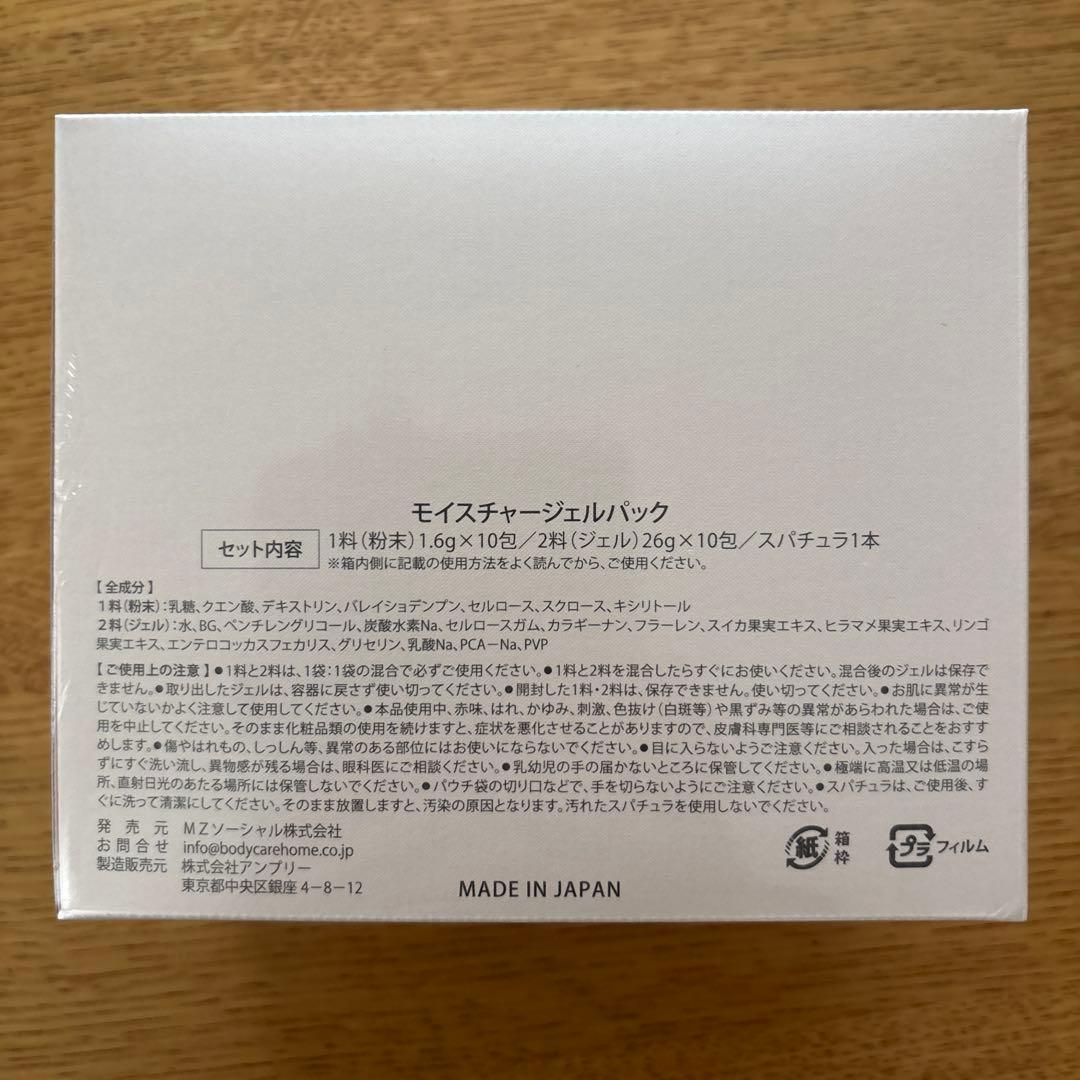 モイスチャージェルパック
セット内容 1料（粉末）1.6g×10包／2料（ジェル）26g×10包／スパチュラ1本
※箱内側に記載の使用方法をよく読んでから、ご使用ください。
【全成分】
1料（粉末）：乳糖、クエン酸、デキストリン、バレイショデンプン、セルロース、スクロース、キシリトール
2料（ジェル）：水、BG、ペンチレングリコール、炭酸水素Na、セルロースガム、カラギーナン、フラーレン、スイカ果実エキス、ヒラマメ果実エキス、リンゴ
果実エキス、エンテロコッカスフェカリス、グリセリン、乳酸Na、PCA－Na、PVP
【ご使用上の注意】●1料と2料は、1袋：1袋の混合で必ずご使用ください。●1料と2料を混合したらすぐにお使いください。混合後のジェルは保存で
きません。●取り出したジェルは、容器に戻さず使い切ってください。●開封した1料・2料は、保存できません。使い切ってください。●お肌に異常が生
じていないかよく注意して使用してください。●本品使用中、赤味、はれ、かゆみ、刺激、色抜け（白斑等）や黒ずみ等の異常があらわれた場合は、ご使
用を中止してください。そのまま化粧品類の使用を続けますと、症状を悪化させることがありますので、皮膚科専門医等にご相談されることをおすす
めします。●傷やはれもの、しっしん等、異常のある部位にはお使いにならないでください。●目に入らないようご注意ください。入った場合は、こすら
ずにすぐ洗い流し、異物感が残る場合は、眼科医にご相談ください。●乳幼児の手の届かないところに保管してください。●極端に高温又は低温の場
所、直射日光のあたる場所には保管しないでください。●パウチ袋の切り口などで、手を切らないようにご注意ください。●スパチュラは、ご使用後、す
ぐに洗って清潔にしてください。そのまま放置しますと、汚染の原因となります。汚れたスパチュラを使用しないでください。
発売元 MZソーシャル株式会社
お問合せ info@bodycarehome.co.jp
製造販売元 株式会社アンプリー
東京都中央区銀座4－8－12
MADE IN JAPAN
紙 箱 枠
プラ フィルム